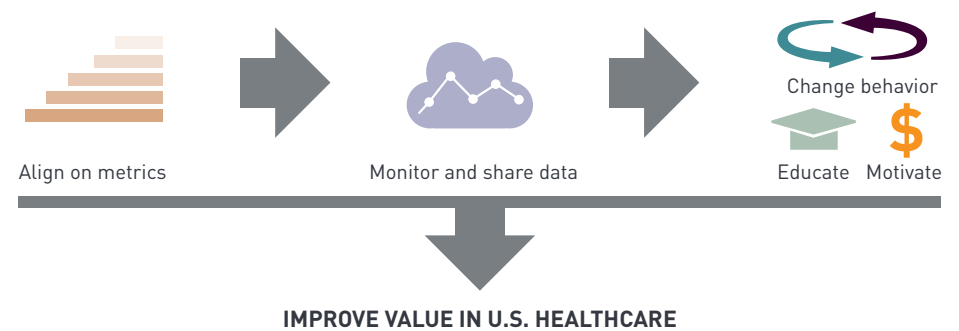 Change behavior
$
Align on metrics
Monitor and share data
Educate
Motivate
IMPROVE VALUE IN U.S. HEALTHCARE